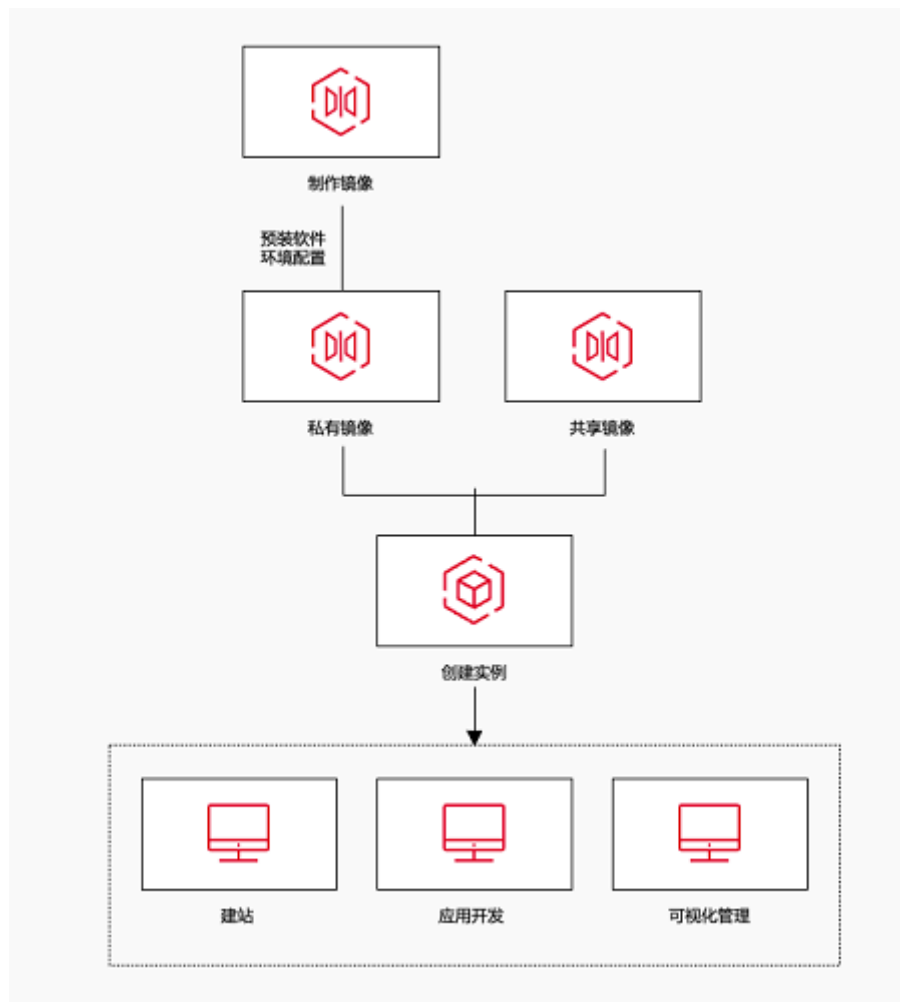 制作镜像
预装软件
环境配置
私有镜像
共享镜像
创建实例
建站
应用开发
可视化管理